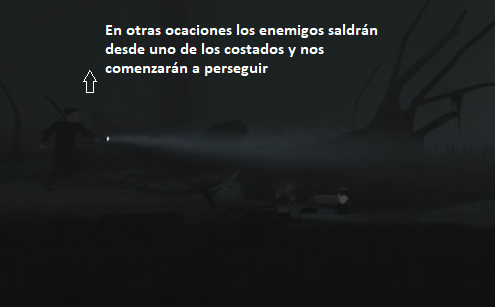 En otras ocaciones los enemigos saldrán
desde uno de los costados y nos
comenzarán a perseguir